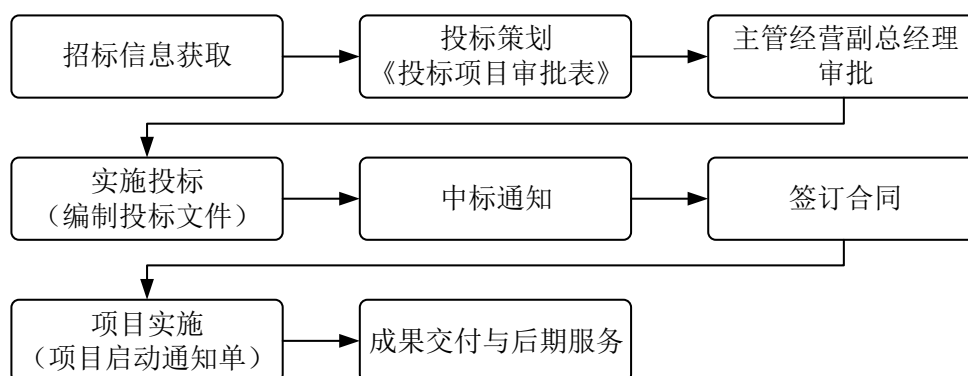 招标信息获取
投标策划
《投标项目审批表》
主管经营副总经理
审批
实施投标
（编制投标文件）
中标通知
签订合同
项目实施
（项目启动通知单）
成果交付与后期服务